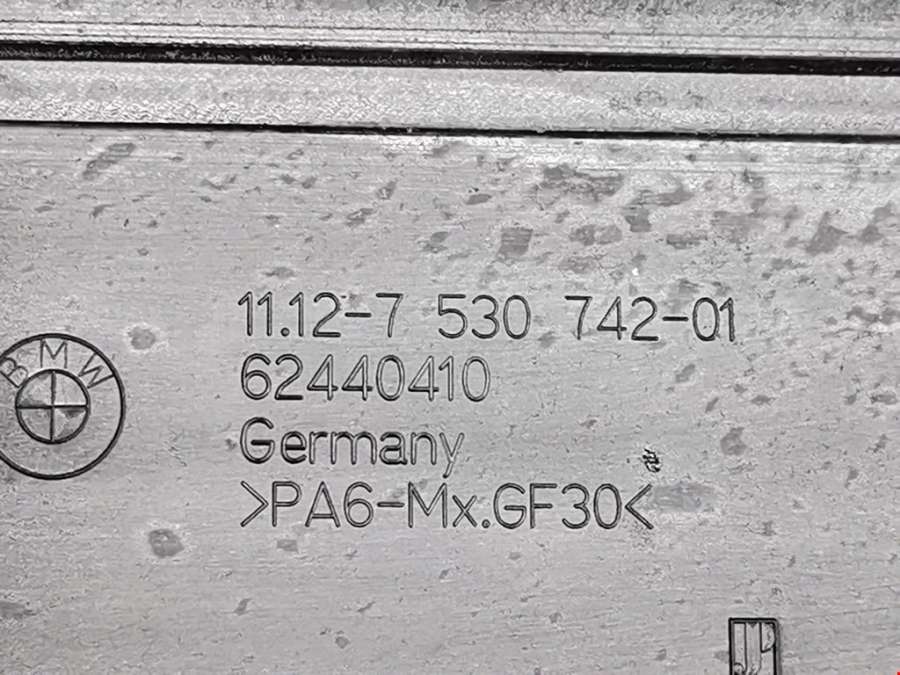 BMW
11.12-7 530 742-01
62440410
Germany
>PA6-Mx.GF30<